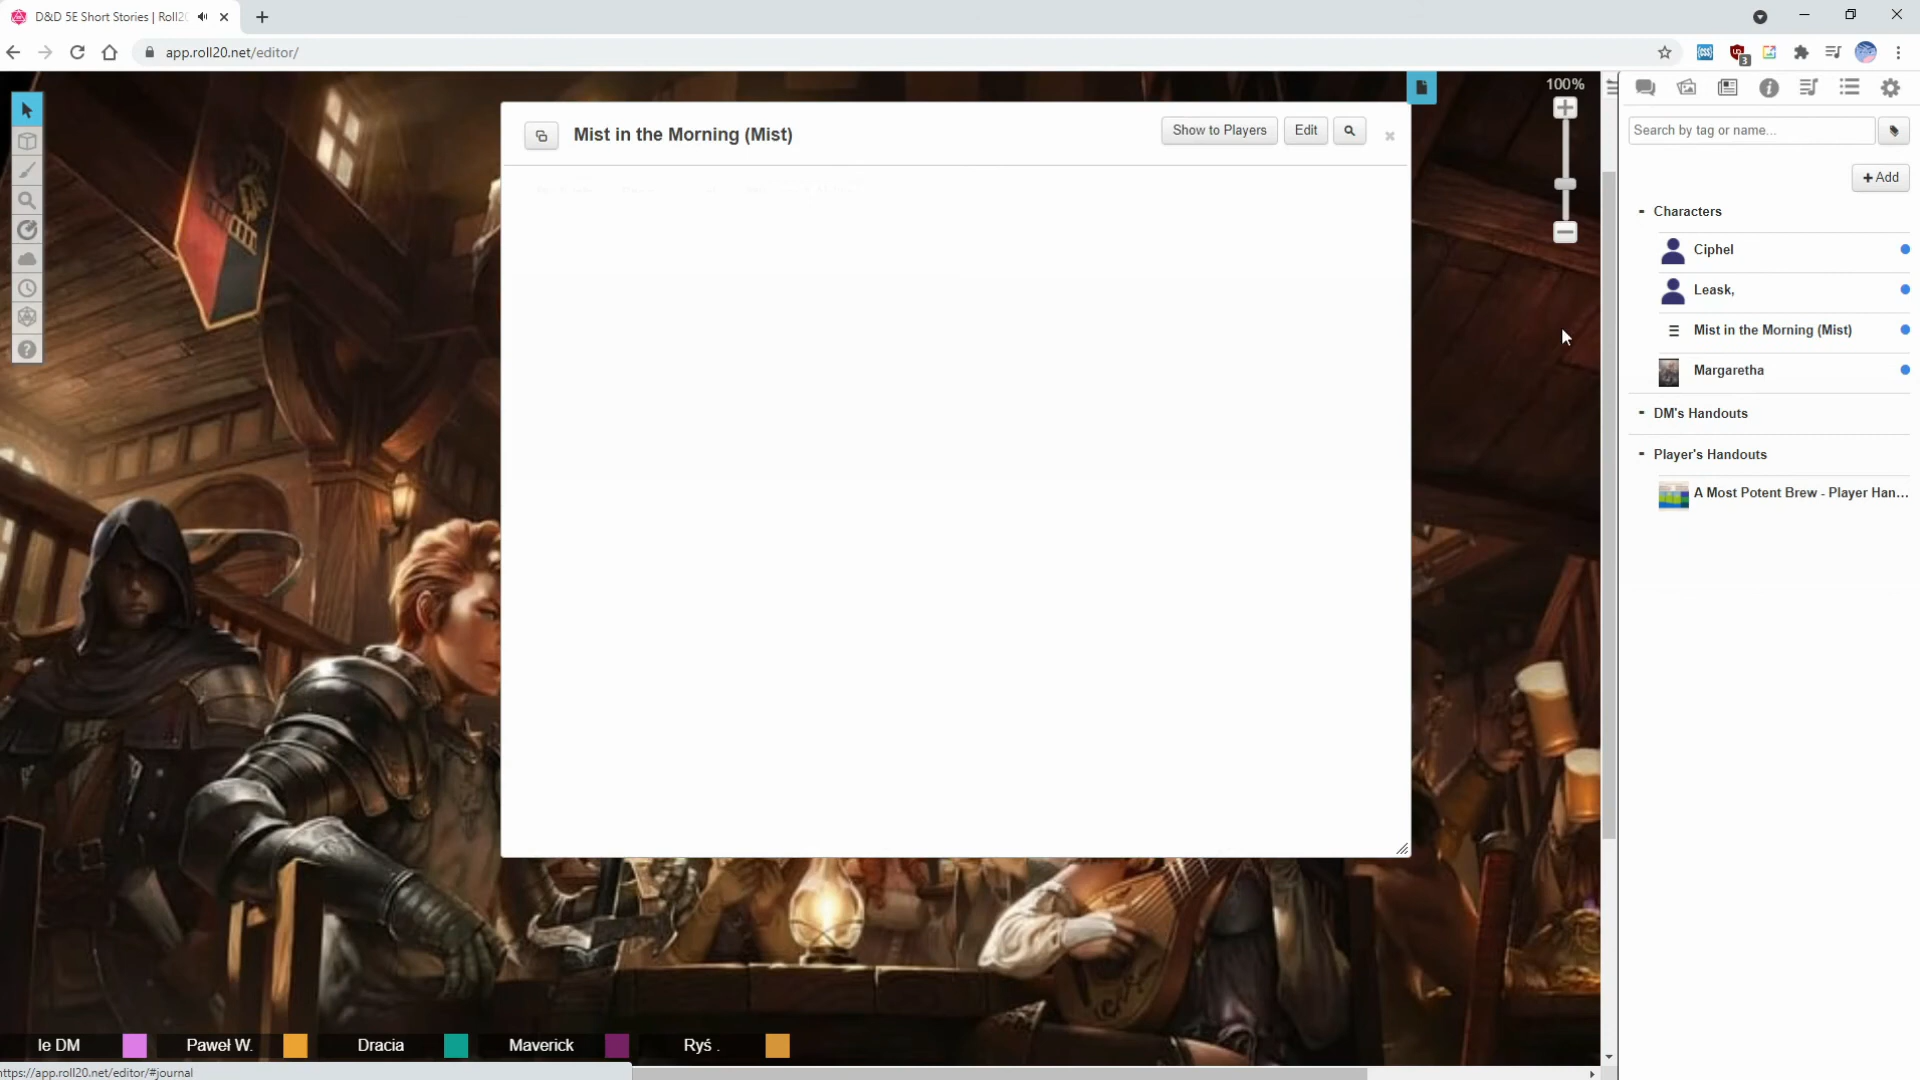 D&D 5E Short Stories | Roll20
app.roll20.net/editor/
3
100%
Mist in the Morning (Mist)
Show to Players
Edit
Search by tag or name...
+ Add
Characters
Ciphel
Leask,
Mist in the Morning (Mist)
Margaretha
DM's Handouts
Player's Handouts
A Most Potent Brew - Player Han...
le DM
Paweł W.
Dracia
Maverick
Ryś .
https://app.roll20.net/editor/#journal